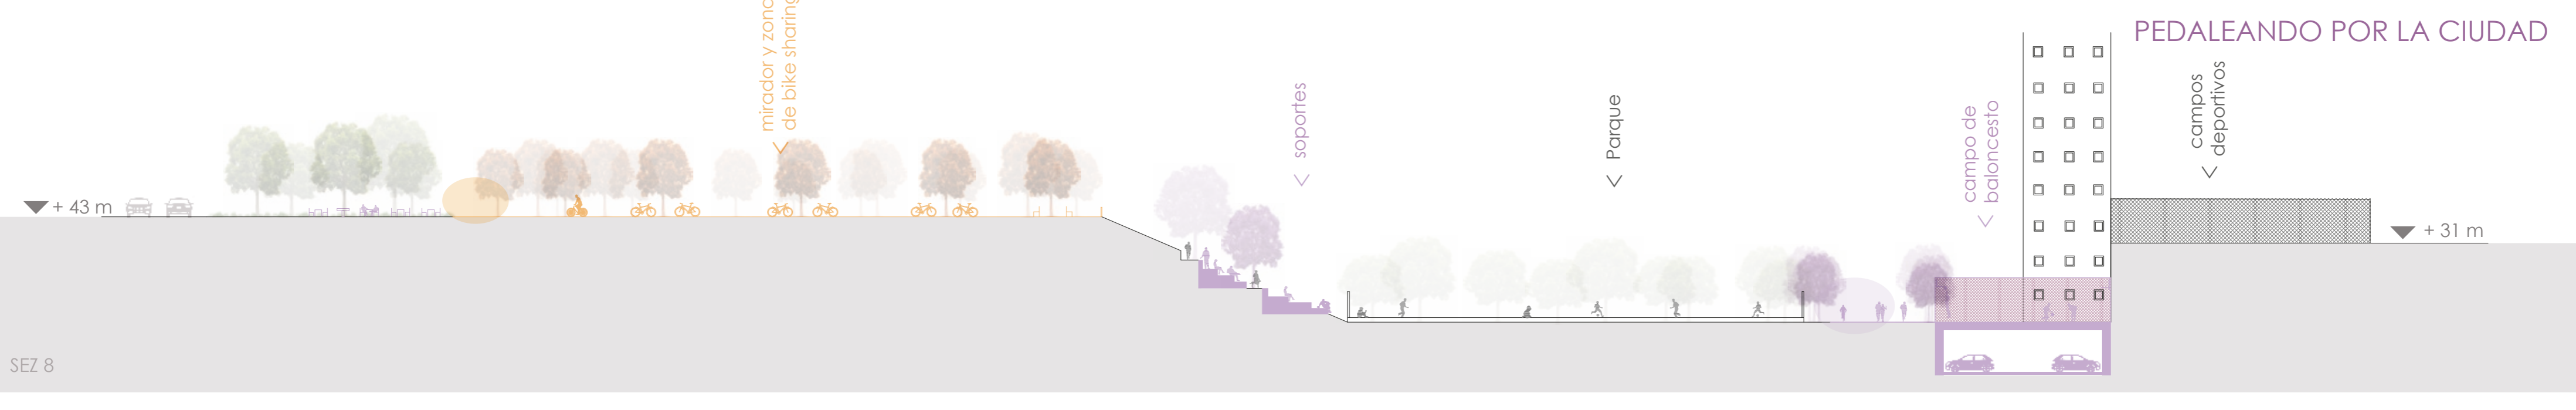 PEDALEANDO POR LA CIUDAD
mirador y zona
de bike sharing
soportes
Parque
campo de
baloncesto
campos
deportivos
+ 43 m
+ 31 m
SEZ 8